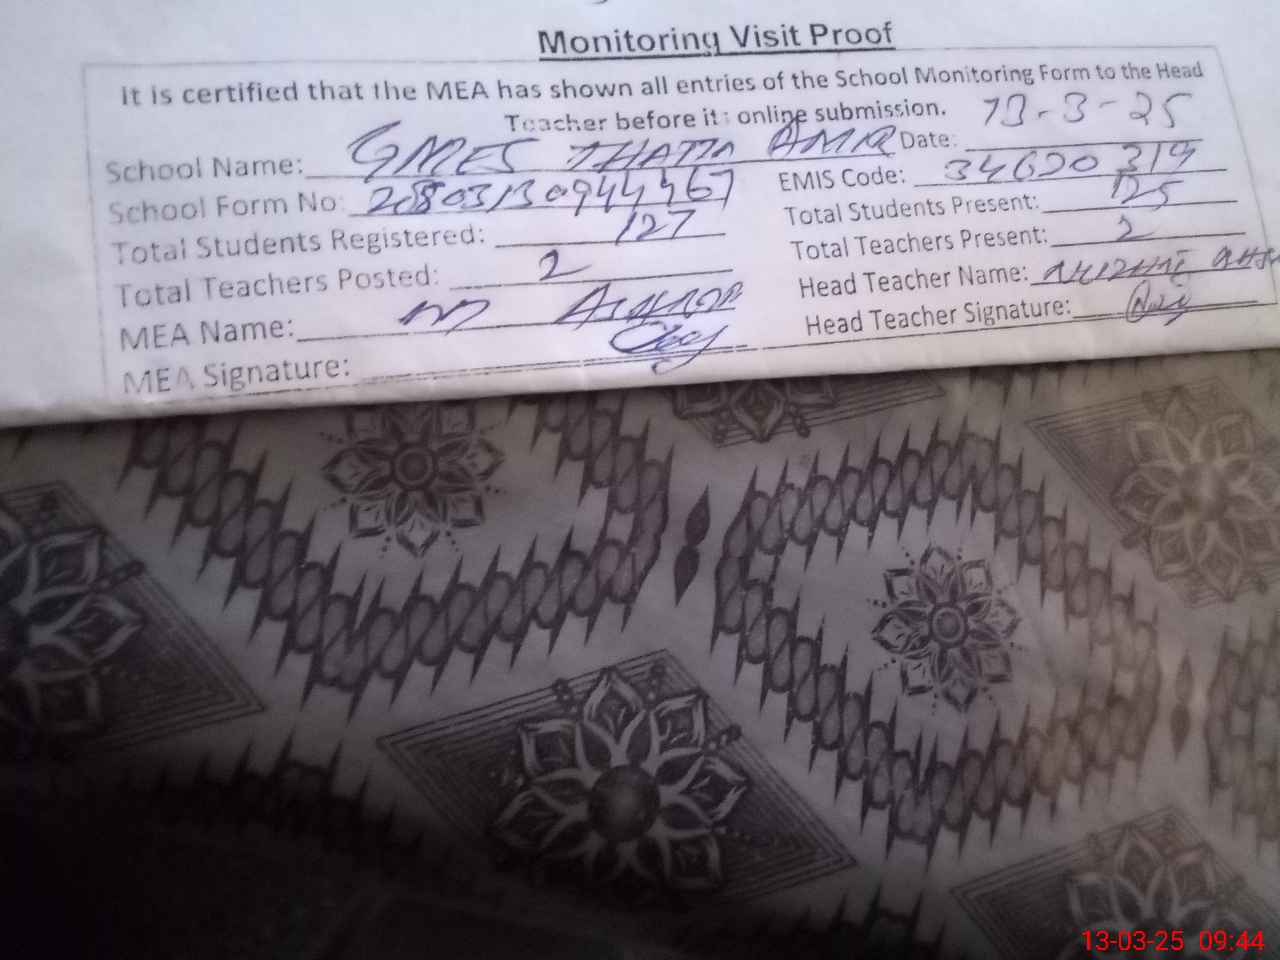 Monitoring Visit Proof
It is certified that the MEA has shown all entries of the School Monitoring Form to the Head
Teacher before its online submission.
School Name: GMES THATTA AMIR Date: 13-3-25
School Form No: EMIS Code:
Total Students Registered: 127 Total Students Present: 125
Total Teachers Posted: 2 Total Teachers Present: 2
MEA Name: M Head Teacher Name:
MEA Signature: Head Teacher Signature:
13-03-25 09:44